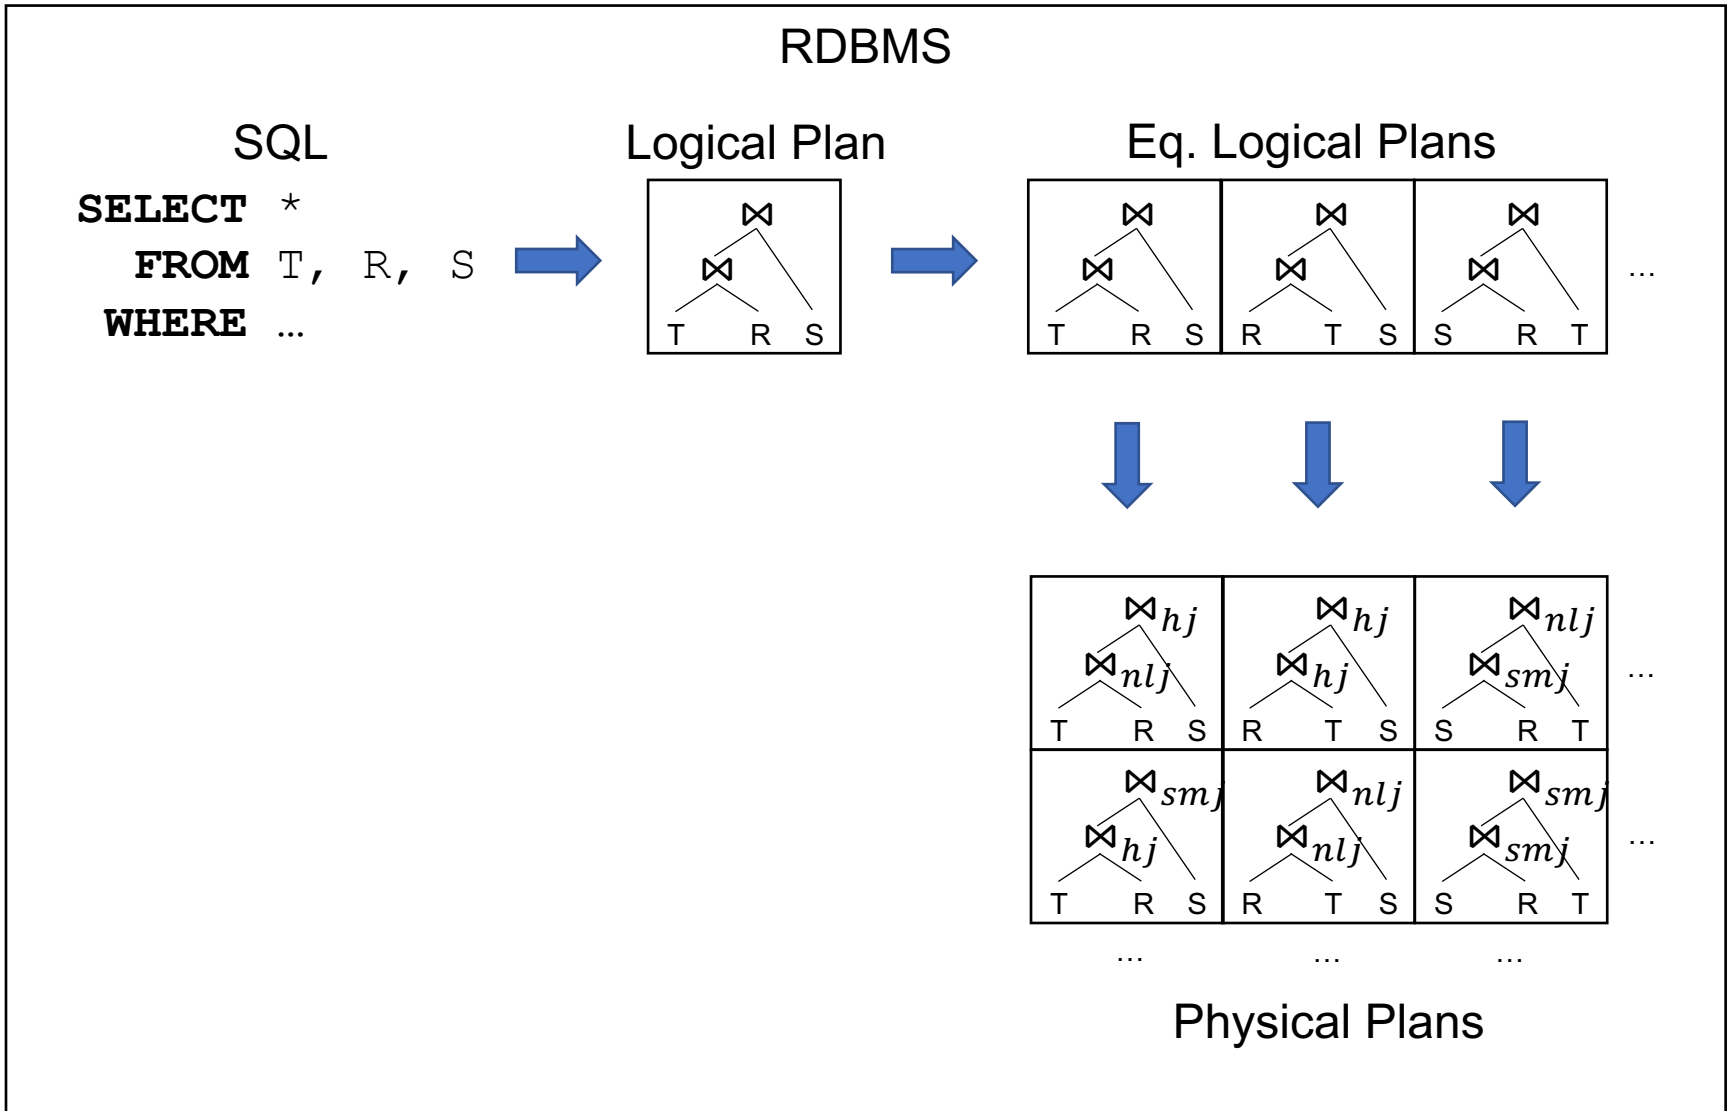 RDBMS
SQL
SELECT *
FROM T, R, S
WHERE …
Logical Plan
⋈
⋈
T R S
Eq. Logical Plans
⋈ ⋈ ⋈
⋈ ⋈ ⋈ …
T R S R T S S R T
⋈hj ⋈hj ⋈nlj
⋈nlj ⋈hj ⋈smj …
T R S R T S S R T
⋈smj ⋈nlj ⋈smj
⋈hj ⋈nlj ⋈smj …
T R S R T S S R T
… … …
Physical Plans